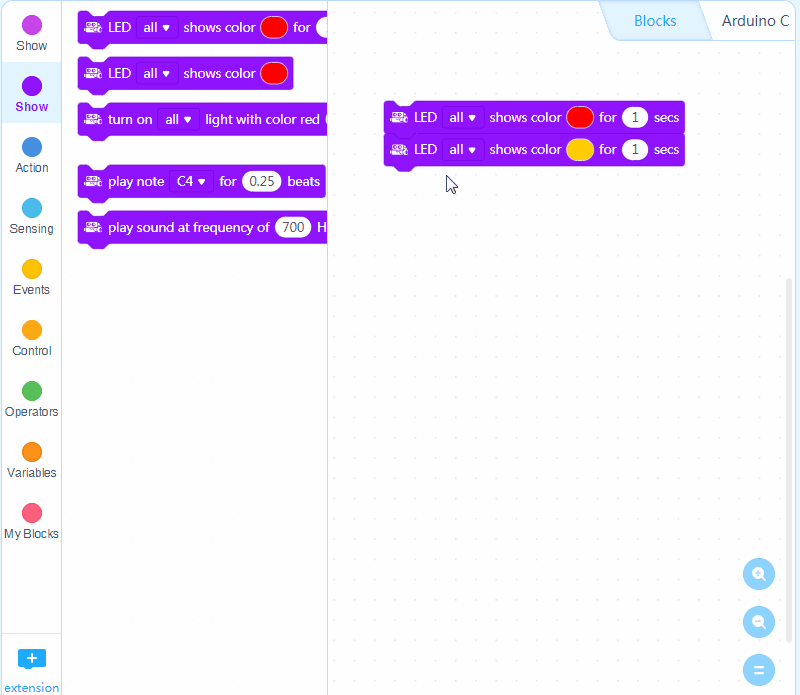 Show
Show
Action
Sensing
Events
Control
Operators
Variables
My Blocks
extension
LED all shows color for
LED all shows color
turn on all light with color red
play note C4 for 0.25 beats
play sound at frequency of 700 H
Blocks
Arduino C
LED all shows color for 1 secs
LED all shows color for 1 secs